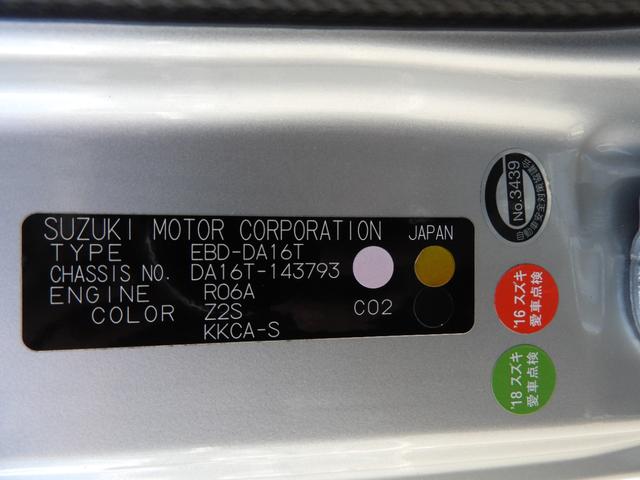 SUZUKI MOTOR CORPORATION JAPAN
TYPE EBD-DA16T
CHASSIS NO. DA16T-143793
ENGINE R06A
COLOR Z2S CO2
KKCA-S
No.3439
'16 スズキ
愛車点検
'18 スズキ
愛車点検